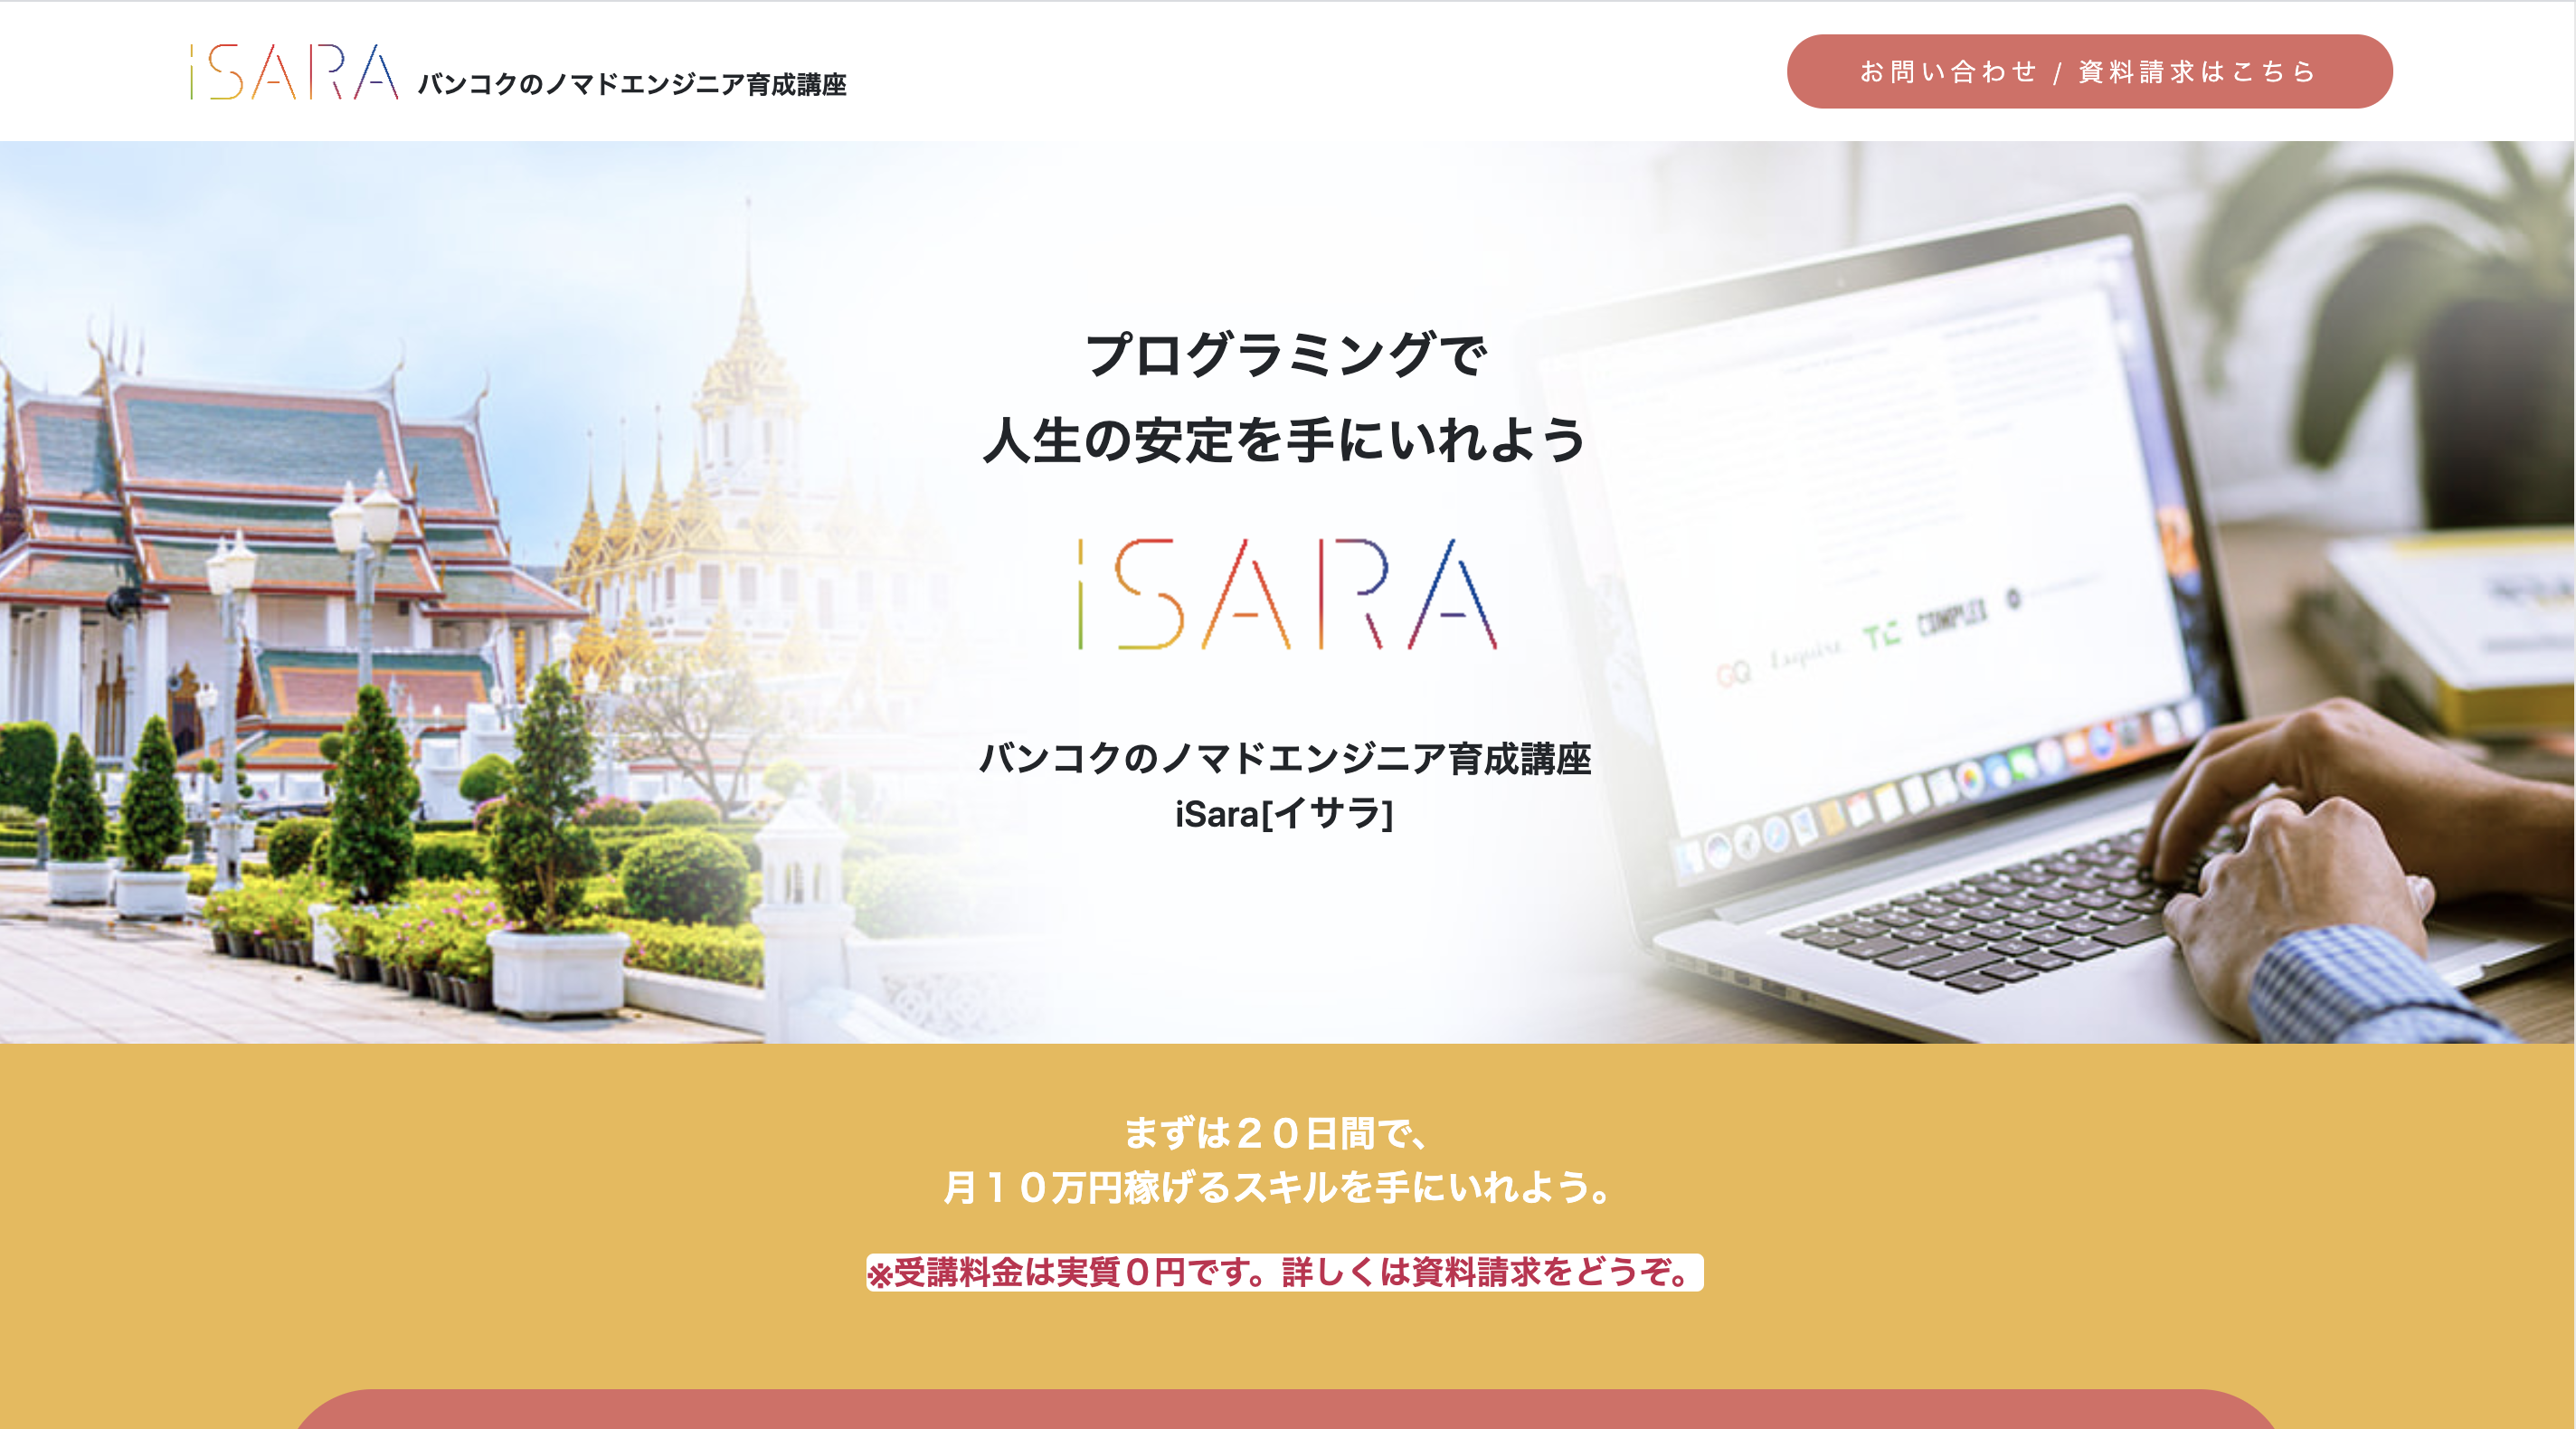 iSARA バンコクのノマドエンジニア育成講座
お問い合わせ / 資料請求はこちら
プログラミングで
人生の安定を手にいれよう
iSARA
バンコクのノマドエンジニア育成講座
iSara[イサラ]
GQ Esquire TC COMPLEX
まずは２０日間で、
月１０万円稼げるスキルを手にいれよう。
※受講料金は実質０円です。詳しくは資料請求をどうぞ。